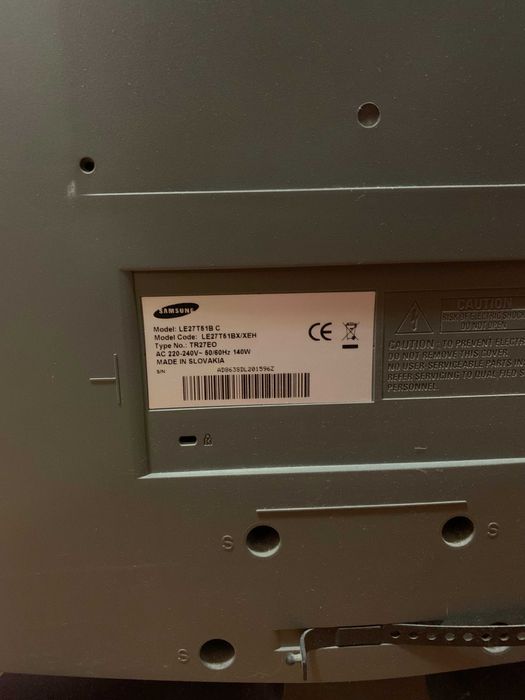 SAMSUNG
Model: LE27T51B C
Model Code: LE27T51BX/XEH
Type No.: TR27EO
AC 220-240V~ 50/60Hz 140W
MADE IN SLOVAKIA
S/N AD8638DL201596Z
CE
CAUTION
RISK OF ELECTRIC SHOCK
DO NOT OPEN
CAUTION: TO PREVENT ELECTR
DO NOT REMOVE THIS COVER.
NO USER SERVICEABLE PARTS IN
REFER SERVICING TO QUALIFIED S
PERSONNEL.
S
S
S